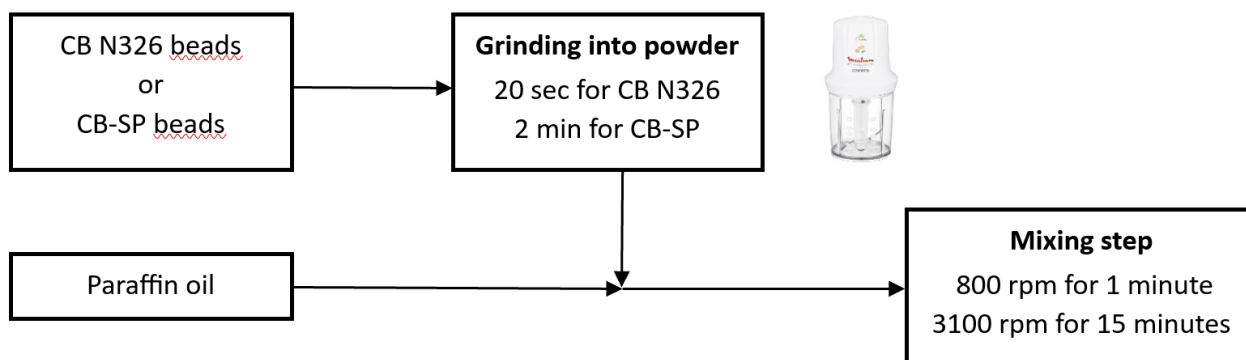 CB N326 beads
or
CB-SP beads
Grinding into powder
20 sec for CB N326
2 min for CB-SP
Moulinex
Paraffin oil
Mixing step
800 rpm for 1 minute
3100 rpm for 15 minutes